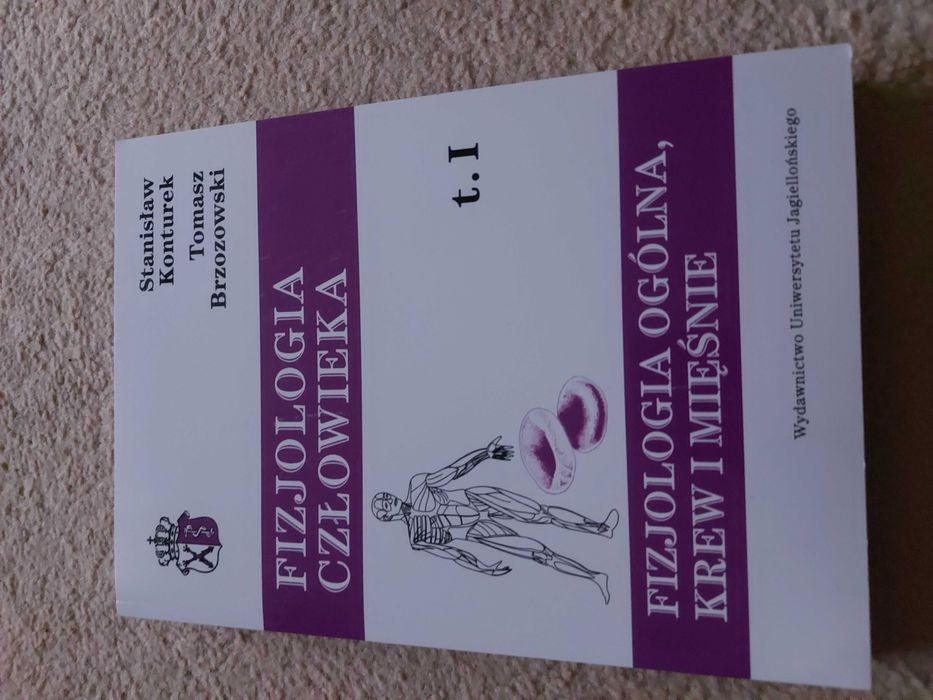 Stanisław
Konturek
Tomasz
Brzozowski
FIZJOLOGIA
CZŁOWIEKA
t. I
FIZJOLOGIA OGÓLNA,
KREW I MIĘŚNIE
Wydawnictwo Uniwersytetu Jagiellońskiego